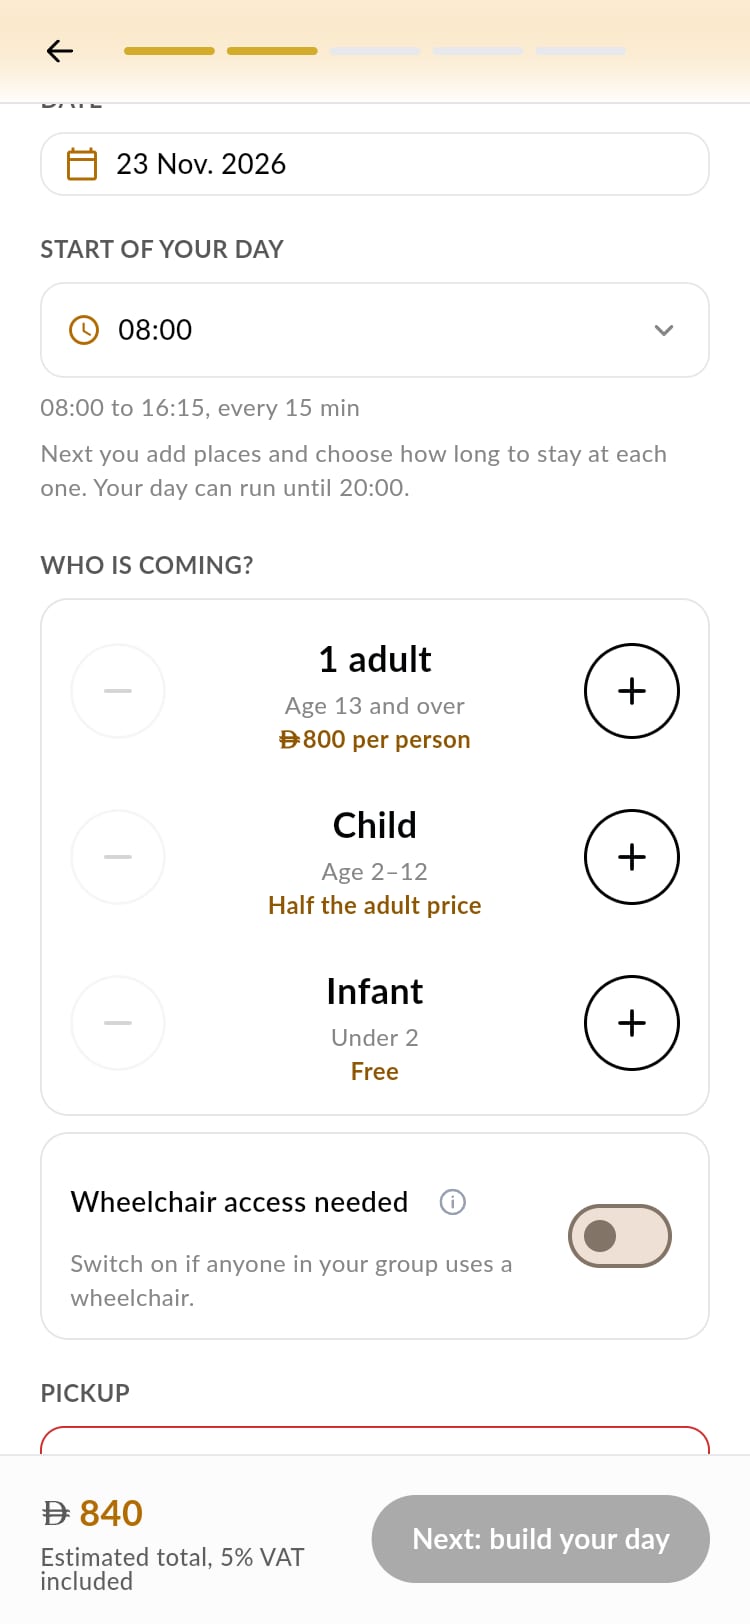 DATE
23 Nov. 2026
START OF YOUR DAY
08:00
08:00 to 16:15, every 15 min
Next you add places and choose how long to stay at each
one. Your day can run until 20:00.
WHO IS COMING?
1 adult
Age 13 and over
800 per person
Child
Age 2–12
Half the adult price
Infant
Under 2
Free
Wheelchair access needed
Switch on if anyone in your group uses a
wheelchair.
PICKUP
840
Estimated total, 5% VAT
included
Next: build your day